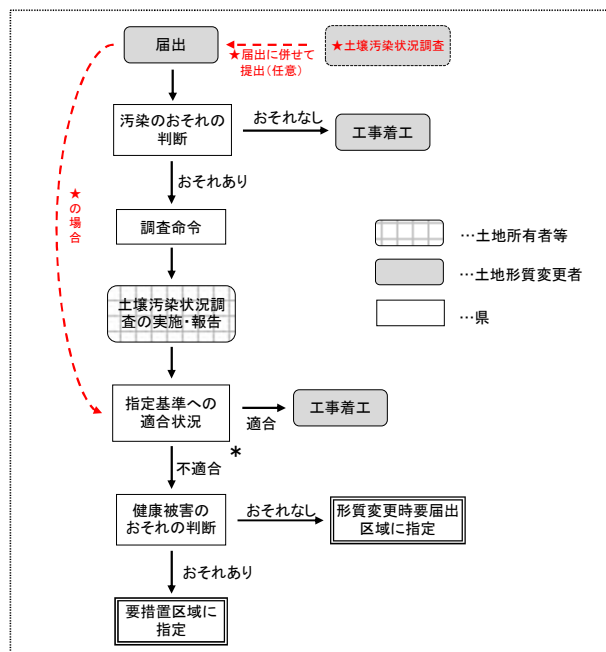 届出
★土壌汚染状況調査
★届出に併せて
提出(任意)
汚染のおそれの
判断
おそれなし
工事着工
おそれあり
★の場合
調査命令
…土地所有者等
…土地形質変更者
…県
土壌汚染状況調
査の実施・報告
指定基準への
適合状況
適合
工事着工
不適合
*
健康被害の
おそれの判断
おそれなし
形質変更時要届出
区域に指定
おそれあり
要措置区域に
指定